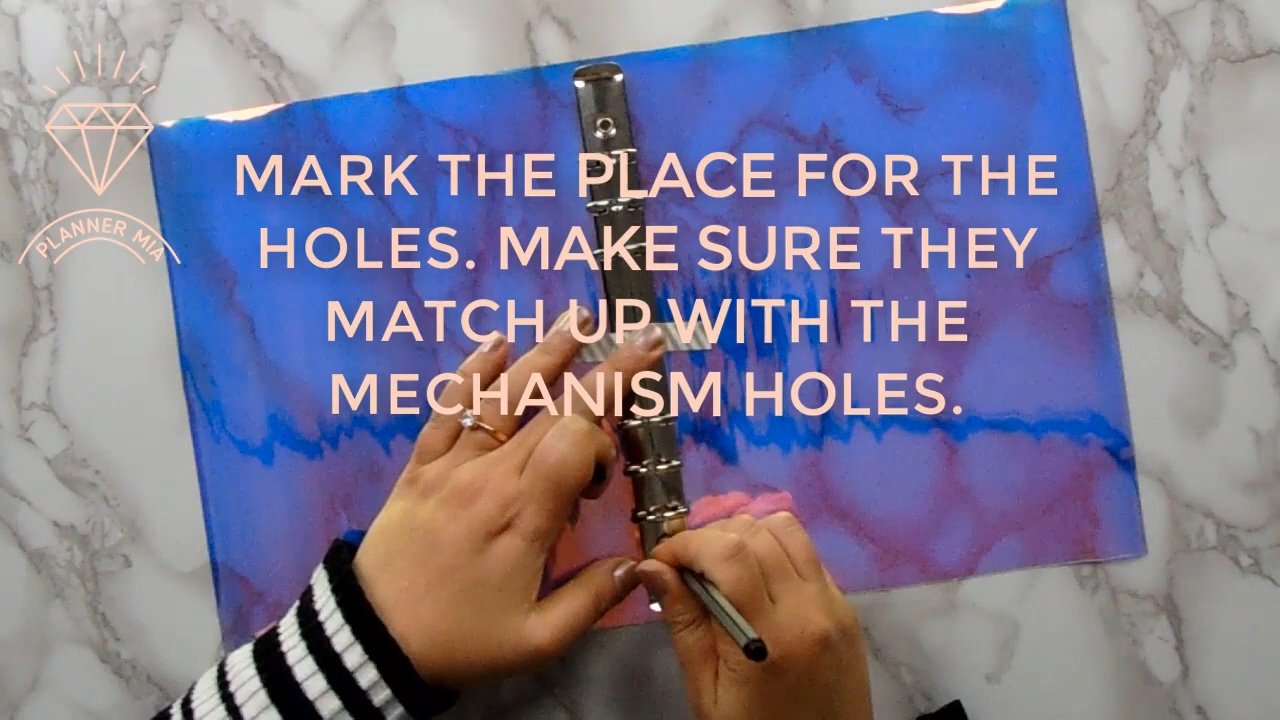 PLANNER MIA
MARK THE PLACE FOR THE
HOLES. MAKE SURE THEY
MATCH UP WITH THE
MECHANISM HOLES.